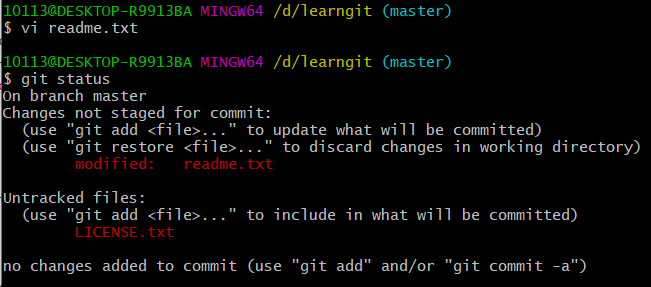 10113@DESKTOP-R9913BA MINGW64 /d/learngit (master)
$ vi readme.txt
10113@DESKTOP-R9913BA MINGW64 /d/learngit (master)
$ git status
On branch master
Changes not staged for commit:
  (use "git add <file>..." to update what will be committed)
  (use "git restore <file>..." to discard changes in working directory)
        modified:   readme.txt
Untracked files:
  (use "git add <file>..." to include in what will be committed)
        LICENSE.txt
no changes added to commit (use "git add" and/or "git commit -a")